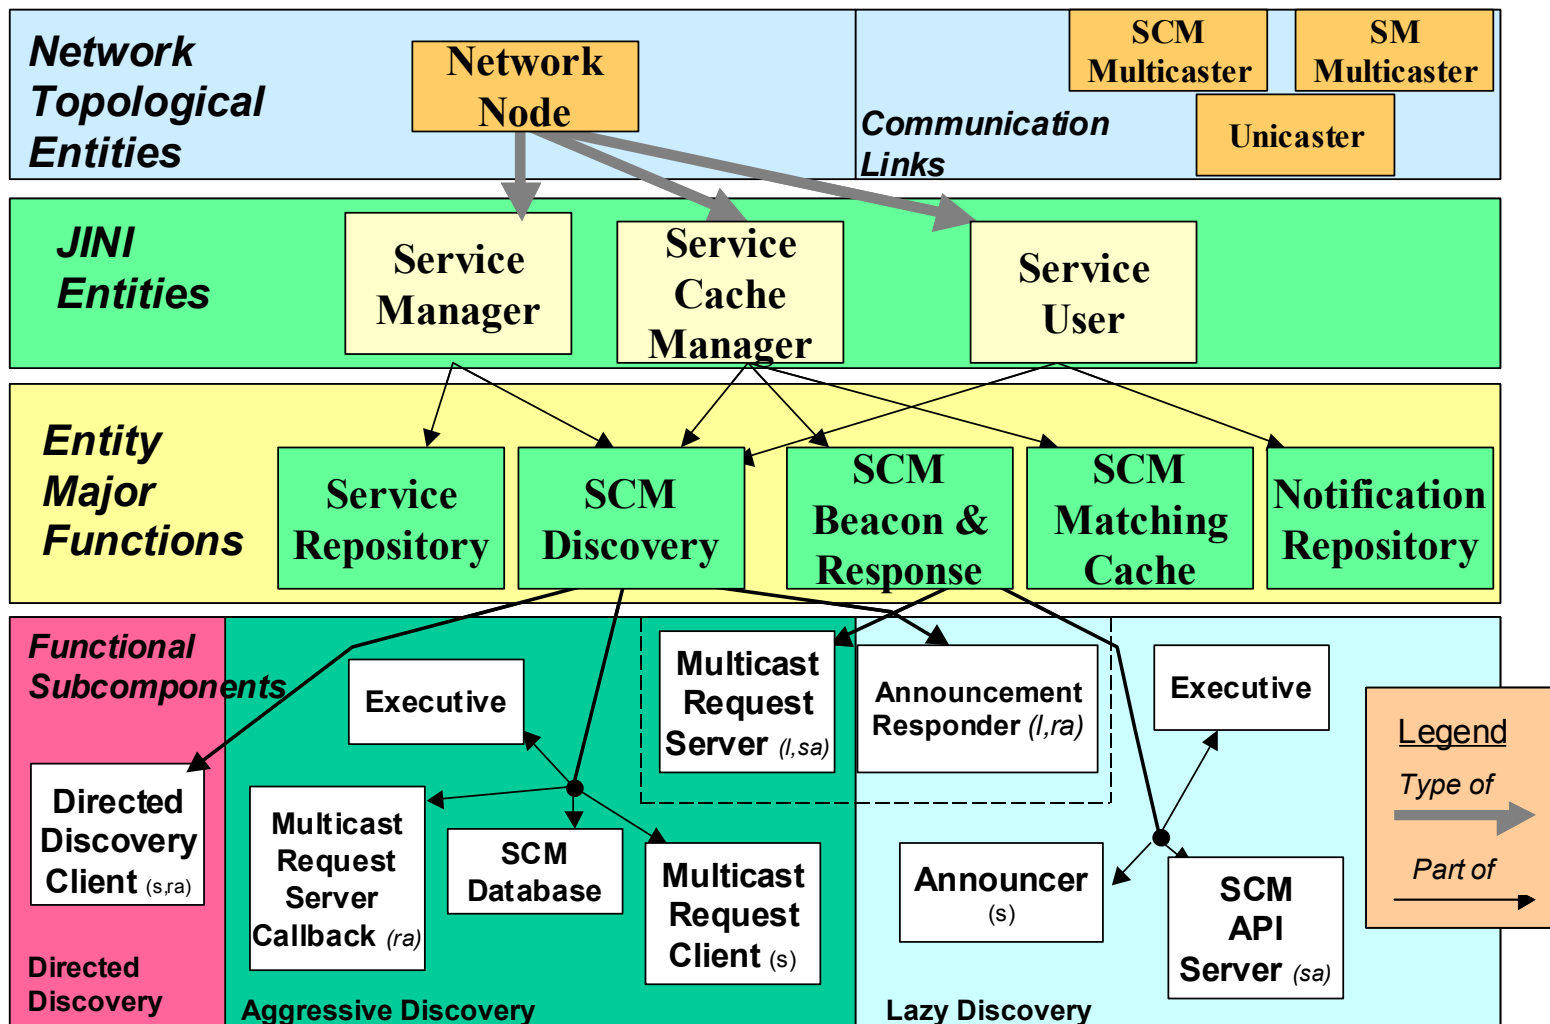 Network
Topological
Entities
Network
Node
Communication
Links
SCM
Multicaster
SM
Multicaster
Unicaster
JINI
Entities
Service
Manager
Service
Cache
Manager
Service
User
Entity
Major
Functions
Service
Repository
SCM
Discovery
SCM
Beacon &
Response
SCM
Matching
Cache
Notification
Repository
Functional
Subcomponents
Directed
Discovery
Client (s,ra)
Directed
Discovery
Executive
Multicast
Request
Server
Callback (ra)
SCM
Database
Multicast
Request
Client (s)
Multicast
Request
Server (l,sa)
Aggressive Discovery
Announcement
Responder (l,ra)
Executive
Announcer
(s)
SCM
API
Server (sa)
Lazy Discovery
Legend
Type of
Part of